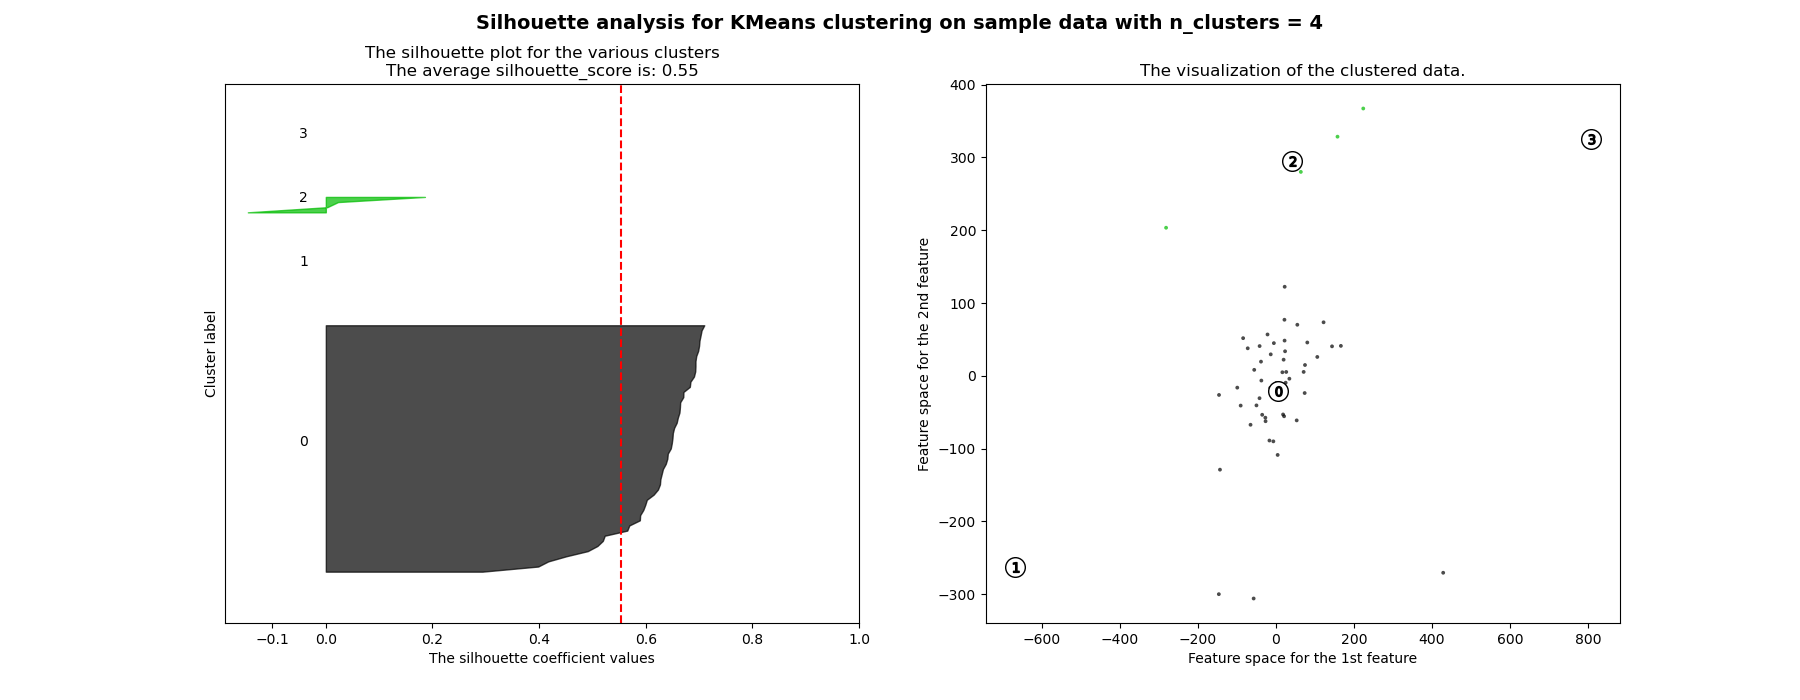 Silhouette analysis for KMeans clustering on sample data with n_clusters = 4
The silhouette plot for the various clusters
The average silhouette_score is: 0.55
3
2
1
0
Cluster label
−0.1 0.0 0.2 0.4 0.6 0.8 1.0
The silhouette coefficient values
The visualization of the clustered data.
400
300
200
100
0
−100
−200
−300
Feature space for the 2nd feature
3
2
0
1
−600 −400 −200 0 200 400 600 800
Feature space for the 1st feature